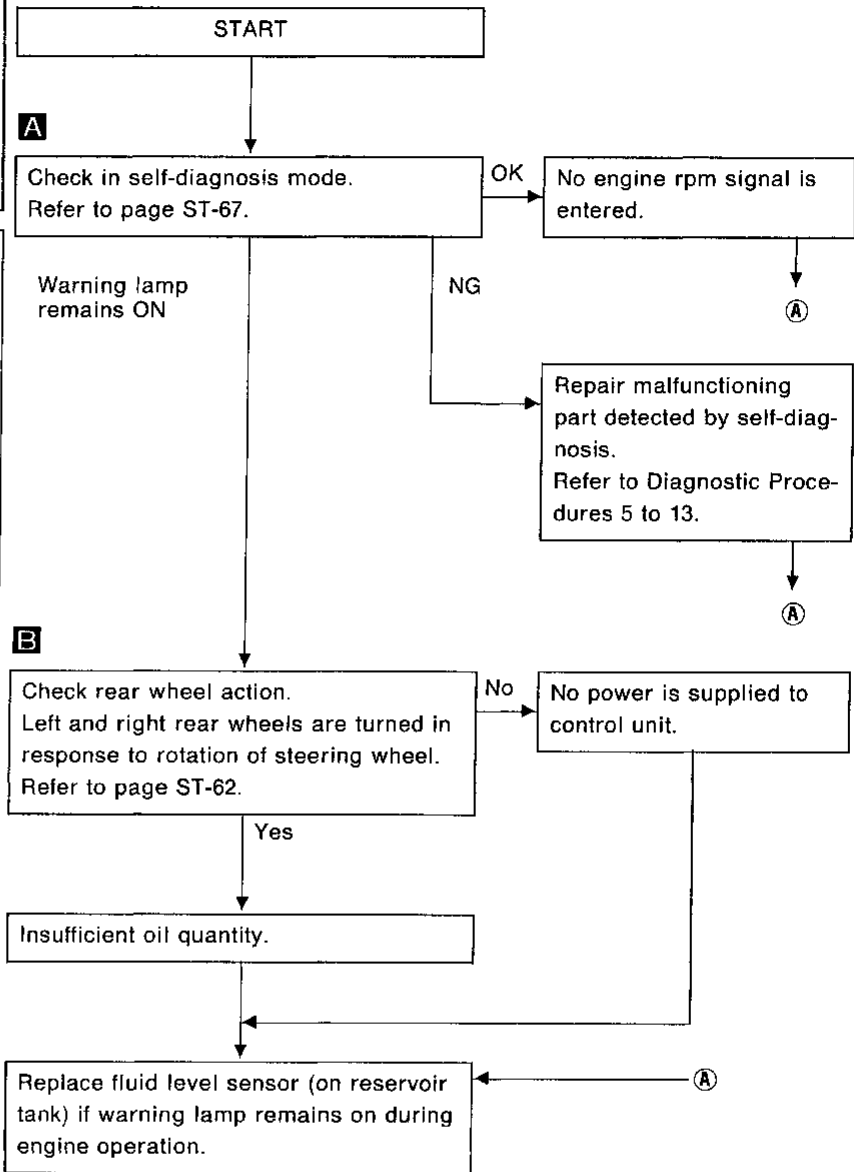 START
A
Check in self-diagnosis mode.
Refer to page ST-67.
OK
No engine rpm signal is
entered.
A
Warning lamp
remains ON
NG
Repair malfunctioning
part detected by self-diag-
nosis.
Refer to Diagnostic Proce-
dures 5 to 13.
A
B
Check rear wheel action.
Left and right rear wheels are turned in
response to rotation of steering wheel.
Refer to page ST-62.
No
No power is supplied to
control unit.
Yes
Insufficient oil quantity.
Replace fluid level sensor (on reservoir
tank) if warning lamp remains on during
engine operation.
A